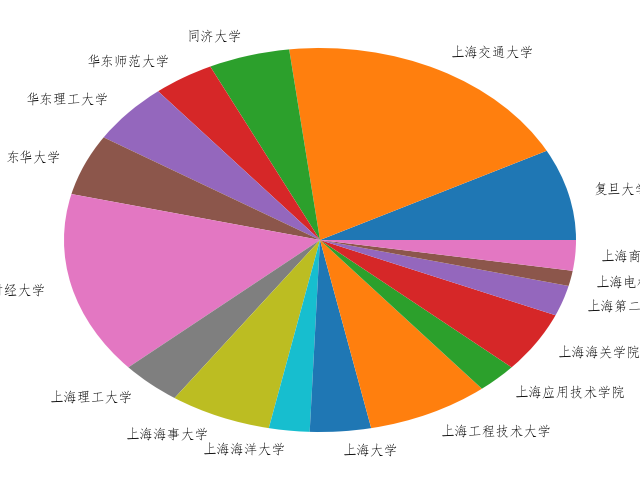 同济大学
上海交通大学
华东师范大学
华东理工大学
东华大学
复旦大学
上海商
上海电机
财经大学
上海第二
上海海关学院
上海应用技术学院
上海理工大学
上海工程技术大学
上海海事大学
上海海洋大学
上海大学